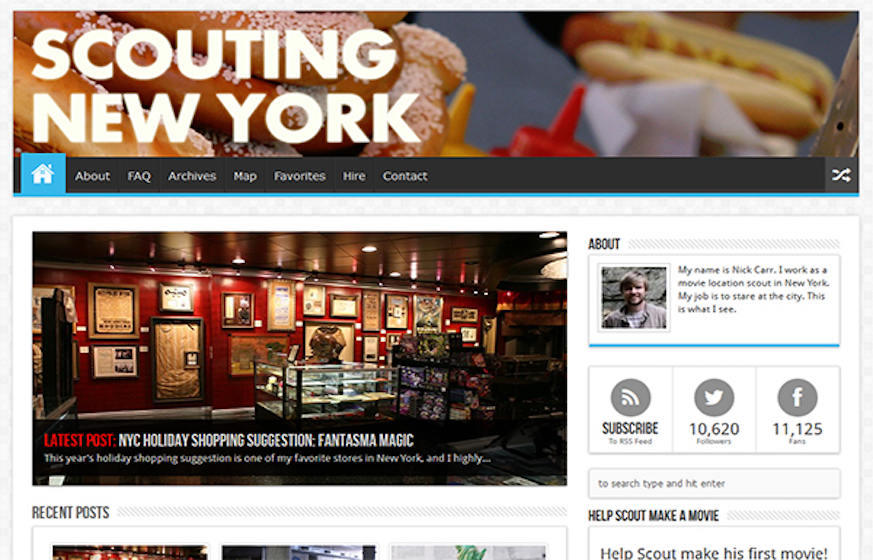 SCOUTING
NEW YORK
About FAQ Archives Map Favorites Hire Contact
LATEST POST: NYC HOLIDAY SHOPPING SUGGESTION: FANTASMA MAGIC
This year's holiday shopping suggestion is one of my favorite stores in New York, and I highly...
RECENT POSTS
ABOUT
My name is Nick Carr. I work as a
movie location scout in New York.
My job is to stare at the city. This
is what I see.
SUBSCRIBE
To RSS Feed
10,620
Followers
11,125
Fans
to search type and hit enter
HELP SCOUT MAKE A MOVIE
Help Scout make his first movie!